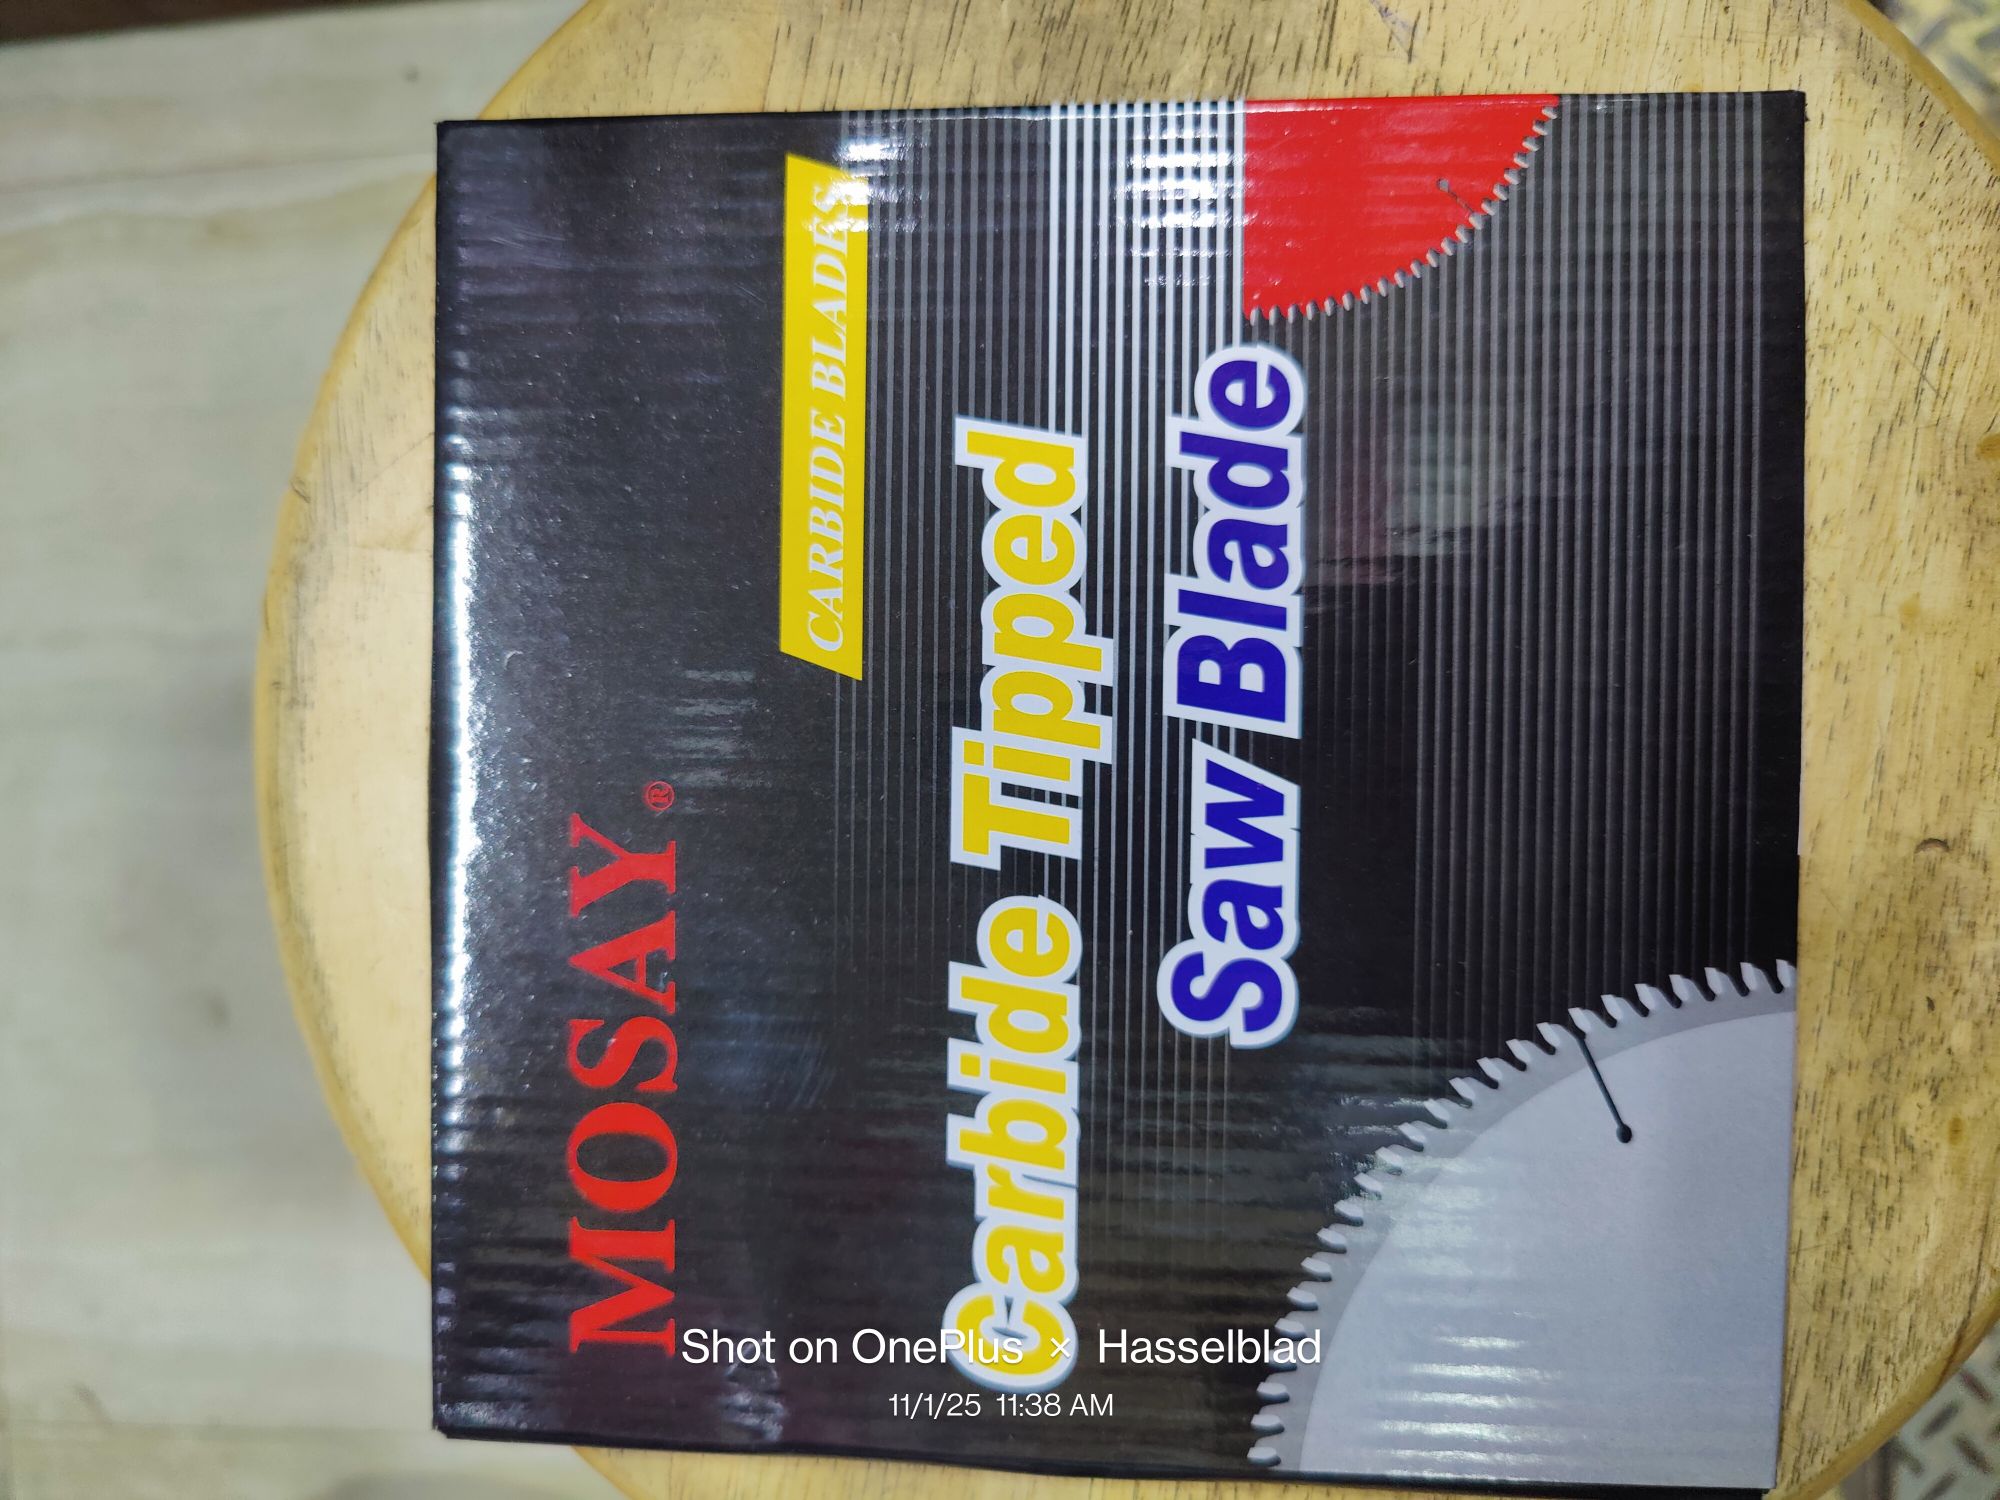 MOSAY®
CARBIDE BLADES
Carbide Tipped
Saw Blade
Shot on OnePlus × Hasselblad
11/1/25 11:38 AM